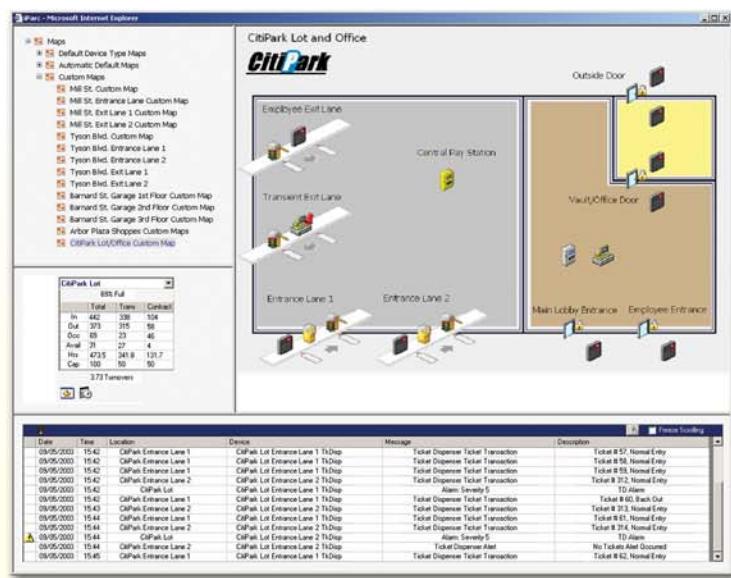 iParc - Microsoft Internet Explorer
Maps
Default Device Type Maps
Automatic Default Maps
Custom Maps
Mill St. Custom Map
Mill St. Entrance Lane Custom Map
Mill St. Exit Lane 1 Custom Map
Mill St. Exit Lane 2 Custom Map
Tyson Blvd. Custom Map
Tyson Blvd. Entrance Lane 1
Tyson Blvd. Entrance Lane 2
Tyson Blvd. Exit Lane 1
Tyson Blvd. Exit Lane 2
Barnard St. Garage 1st Floor Custom Map
Barnard St. Garage 2nd Floor Custom Map
Barnard St. Garage 3rd Floor Custom Map
Arbor Plaza Shoppes Custom Maps
CitiPark Lot/Office Custom Map
CitiPark Lot
69% Full
Total Trans Contract
In 442 338 104
Out 373 315 58
Occ 69 23 46
Avail 31 27 4
Hrs 473.5 341.8 131.7
Cap 100 50 50
3.73 Turnovers
CitiPark Lot and Office
CitiPark
Outside Door
Employee Exit Lane
Central Pay Station
Transient Exit Lane
Vault/Office Door
Entrance Lane 1
Entrance Lane 2
Main Lobby Entrance
Employee Entrance
Freeze Scrolling
Date Time Location Device Message Description
09/05/2003 15:42 CitiPark Entrance Lane 1 CitiPark Lot Entrance Lane 1 TktDisp Ticket Dispenser Ticket Transaction Ticket # 57, Normal Entry
09/05/2003 15:42 CitiPark Entrance Lane 1 CitiPark Lot Entrance Lane 1 TktDisp Ticket Dispenser Ticket Transaction Ticket # 58, Normal Entry
09/05/2003 15:42 CitiPark Entrance Lane 1 CitiPark Lot Entrance Lane 1 TktDisp Ticket Dispenser Ticket Transaction Ticket # 59, Normal Entry
09/05/2003 15:42 CitiPark Entrance Lane 2 CitiPark Lot Entrance Lane 2 TktDisp Ticket Dispenser Ticket Transaction Ticket # 312, Normal Entry
09/05/2003 15:42 CitiPark Lot CitiPark Lot Entrance Lane 1 TktDisp Alarm: Severity 5 TD Alarm
09/05/2003 15:42 CitiPark Entrance Lane 1 CitiPark Lot Entrance Lane 1 TktDisp Ticket Dispenser Ticket Transaction Ticket # 60, Back Out
09/05/2003 15:43 CitiPark Entrance Lane 2 CitiPark Lot Entrance Lane 2 TktDisp Ticket Dispenser Ticket Transaction Ticket # 313, Normal Entry
09/05/2003 15:44 CitiPark Entrance Lane 1 CitiPark Lot Entrance Lane 1 TktDisp Ticket Dispenser Ticket Transaction Ticket # 61, Normal Entry
09/05/2003 15:44 CitiPark Entrance Lane 2 CitiPark Lot Entrance Lane 2 TktDisp Ticket Dispenser Ticket Transaction Ticket # 314, Normal Entry
09/05/2003 15:44 CitiPark Lot CitiPark Lot Entrance Lane 2 TktDisp Alarm: Severity 5 TD Alarm
09/05/2003 15:44 CitiPark Entrance Lane 2 CitiPark Lot Entrance Lane 2 TktDisp Ticket Dispenser Alert No Tickets Alert Occurred
09/05/2003 15:45 CitiPark Entrance Lane 1 CitiPark Lot Entrance Lane 1 TktDisp Ticket Dispenser Ticket Transaction Ticket # 62, Normal Entry